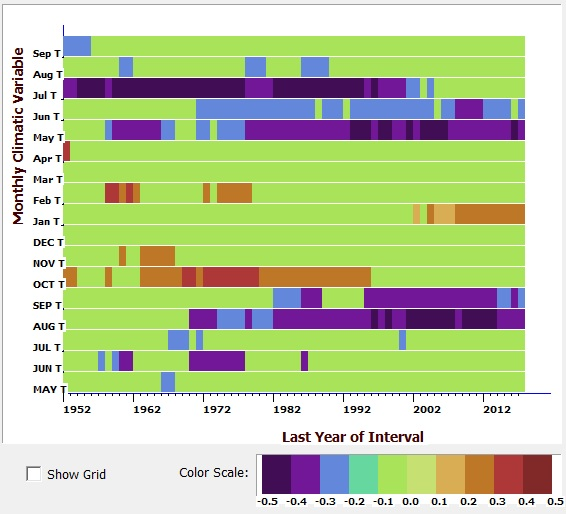 Monthly Climatic Variable
Sep T
Aug T
Jul T
Jun T
May T
Apr T
Mar T
Feb T
Jan T
DEC T
NOV T
OCT T
SEP T
AUG T
JUL T
JUN T
MAY T
1952 1962 1972 1982 1992 2002 2012
Last Year of Interval
Show Grid
Color Scale:
-0.5 -0.4 -0.3 -0.2 -0.1 0.0 0.1 0.2 0.3 0.4 0.5